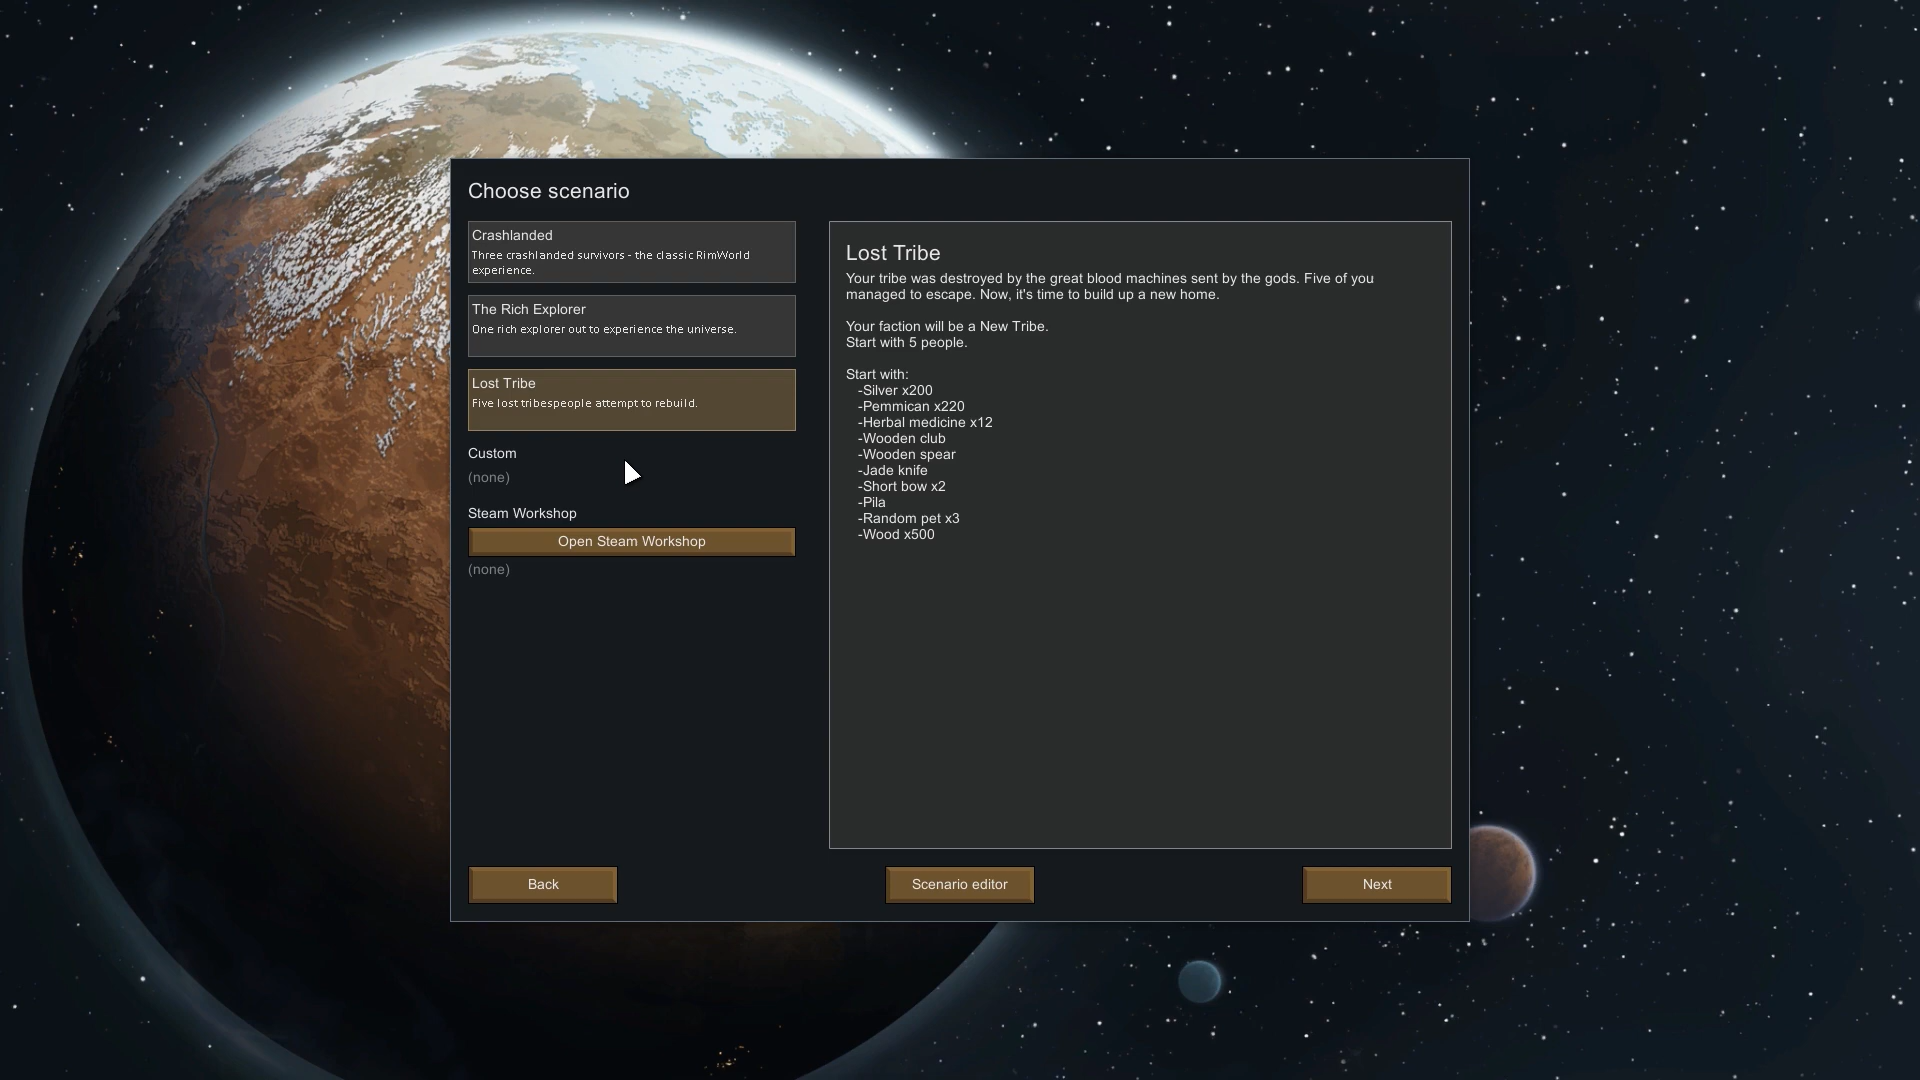 Choose scenario
Crashlanded
Three crashlanded survivors - the classic RimWorld
experience.
The Rich Explorer
One rich explorer out to experience the universe.
Lost Tribe
Five lost tribespeople attempt to rebuild.
Custom
(none)
Steam Workshop
Open Steam Workshop
(none)
Lost Tribe
Your tribe was destroyed by the great blood machines sent by the gods. Five of you
managed to escape. Now, it's time to build up a new home.
Your faction will be a New Tribe.
Start with 5 people.
Start with:
-Silver x200
-Pemmican x220
-Herbal medicine x12
-Wooden club
-Wooden spear
-Jade knife
-Short bow x2
-Pila
-Random pet x3
-Wood x500
Back
Scenario editor
Next